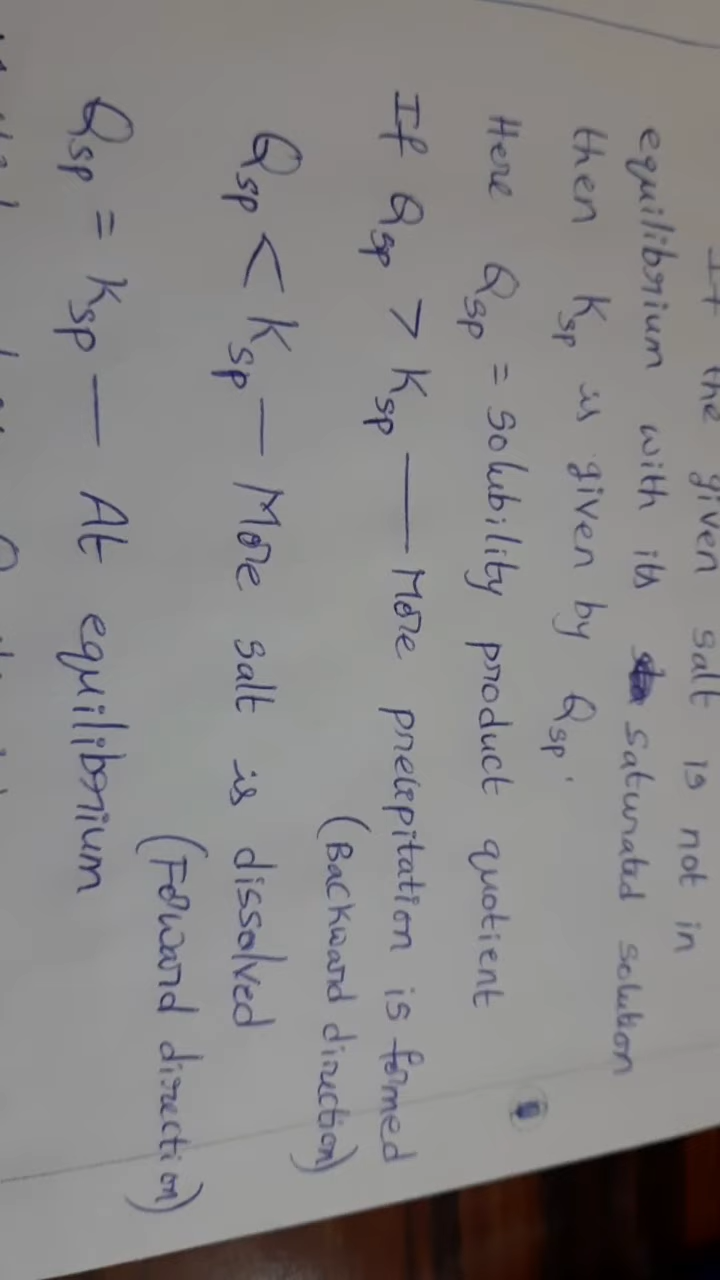 If the given salt is not in
equilibrium with its saturated solution
then Ksp is given by Qsp.
Here Qsp = solubility product quotient
If Qsp > Ksp — More precipitation is formed
(Backward direction)
Qsp < Ksp — More salt is dissolved
(Forward direction)
Qsp = Ksp — At equilibrium